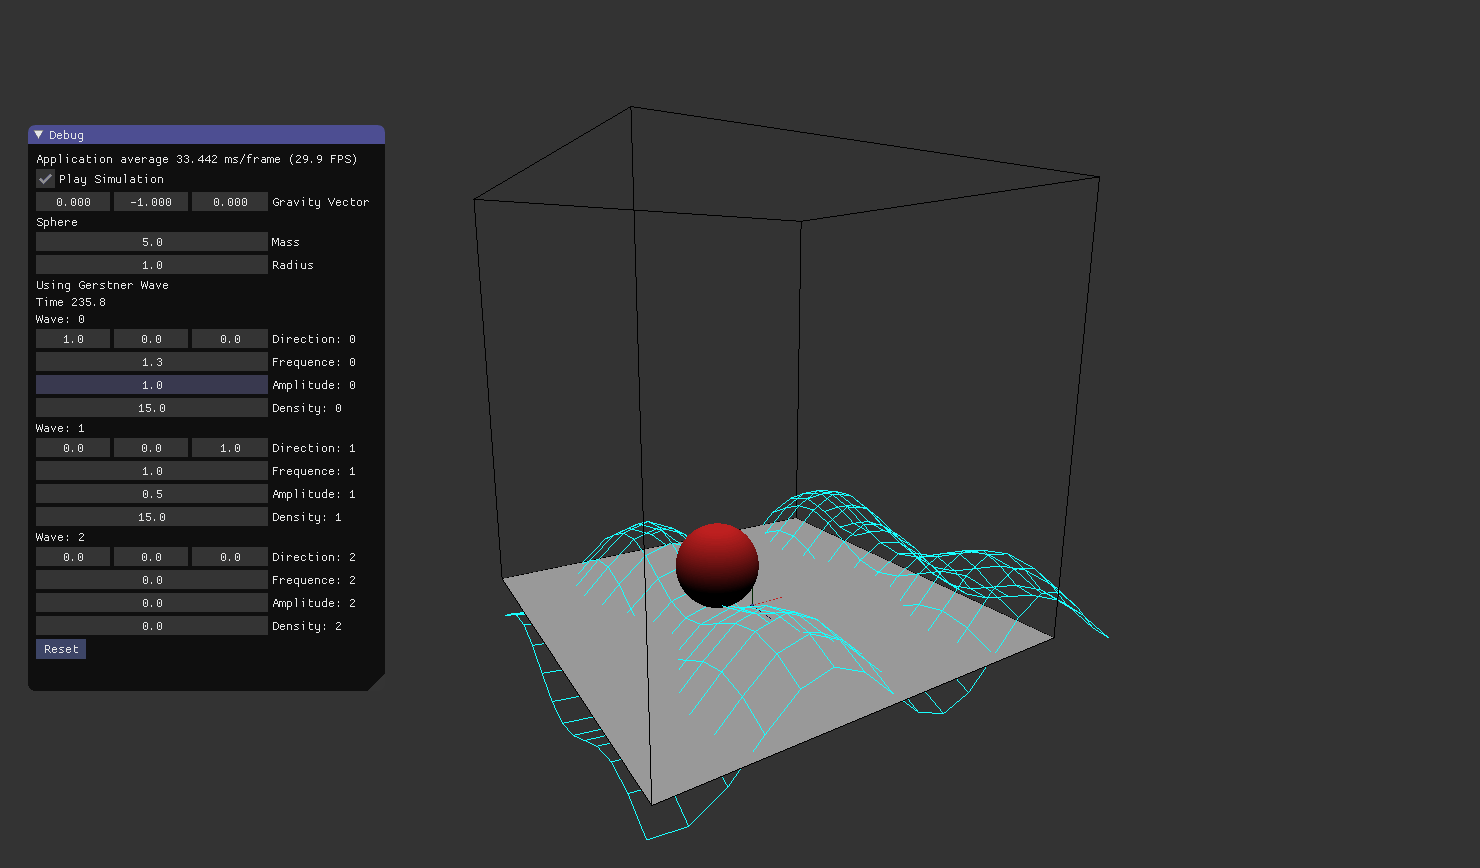 Debug
Application average 33.442 ms/frame (29.9 FPS)
Play Simulation
0.000 -1.000 0.000 Gravity Vector
Sphere
5.0 Mass
1.0 Radius
Using Gerstner Wave
Time 235.8
Wave: 0
1.0 0.0 0.0 Direction: 0
1.3 Frequence: 0
1.0 Amplitude: 0
15.0 Density: 0
Wave: 1
0.0 0.0 1.0 Direction: 1
1.0 Frequence: 1
0.5 Amplitude: 1
15.0 Density: 1
Wave: 2
0.0 0.0 0.0 Direction: 2
0.0 Frequence: 2
0.0 Amplitude: 2
0.0 Density: 2
Reset